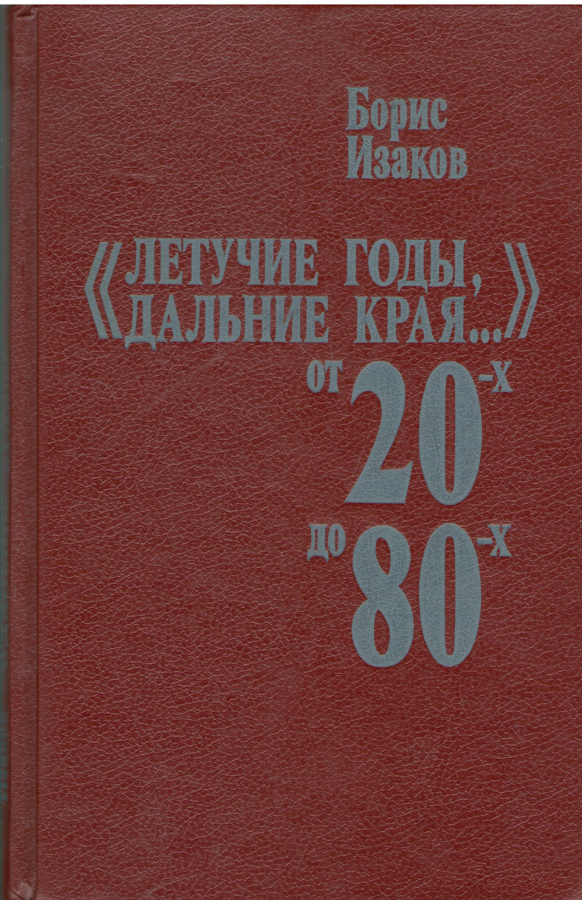 Борис
Изаков
«ЛЕТУЧИЕ ГОДЫ,
ДАЛЬНИЕ КРАЯ...»
от 20-х
до 80-х